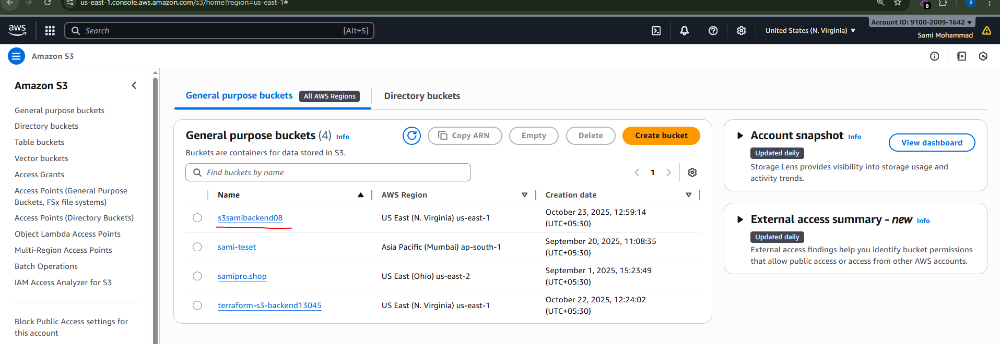 us-east-1.console.aws.amazon.com/s3/home?region=us-east-1#
0
S
aws
Search
[Alt+S]
United States (N. Virginia)
Account ID: 9100-2009-1642
Sami Mohammad
Amazon S3
Amazon S3
General purpose buckets
Directory buckets
Table buckets
Vector buckets
Access Grants
Access Points (General Purpose
Buckets, FSx file systems)
Access Points (Directory Buckets)
Object Lambda Access Points
Multi-Region Access Points
Batch Operations
IAM Access Analyzer for S3
Block Public Access settings for
this account
General purpose buckets All AWS Regions
Directory buckets
General purpose buckets (4) Info
Copy ARN
Empty
Delete
Create bucket
Buckets are containers for data stored in S3.
Find buckets by name
1
Name AWS Region Creation date
s3samibackend08 US East (N. Virginia) us-east-1 October 23, 2025, 12:59:14
(UTC+05:30)
sami-teset Asia Pacific (Mumbai) ap-south-1 September 20, 2025, 11:08:35
(UTC+05:30)
samipro.shop US East (Ohio) us-east-2 September 1, 2025, 15:23:49
(UTC+05:30)
terraform-s3-backend13045 US East (N. Virginia) us-east-1 October 22, 2025, 12:24:02
(UTC+05:30)
Account snapshot Info
View dashboard
Updated daily
Storage Lens provides visibility into storage usage and
activity trends.
External access summary - new Info
Updated daily
External access findings help you identify bucket permissions
that allow public access or access from other AWS accounts.